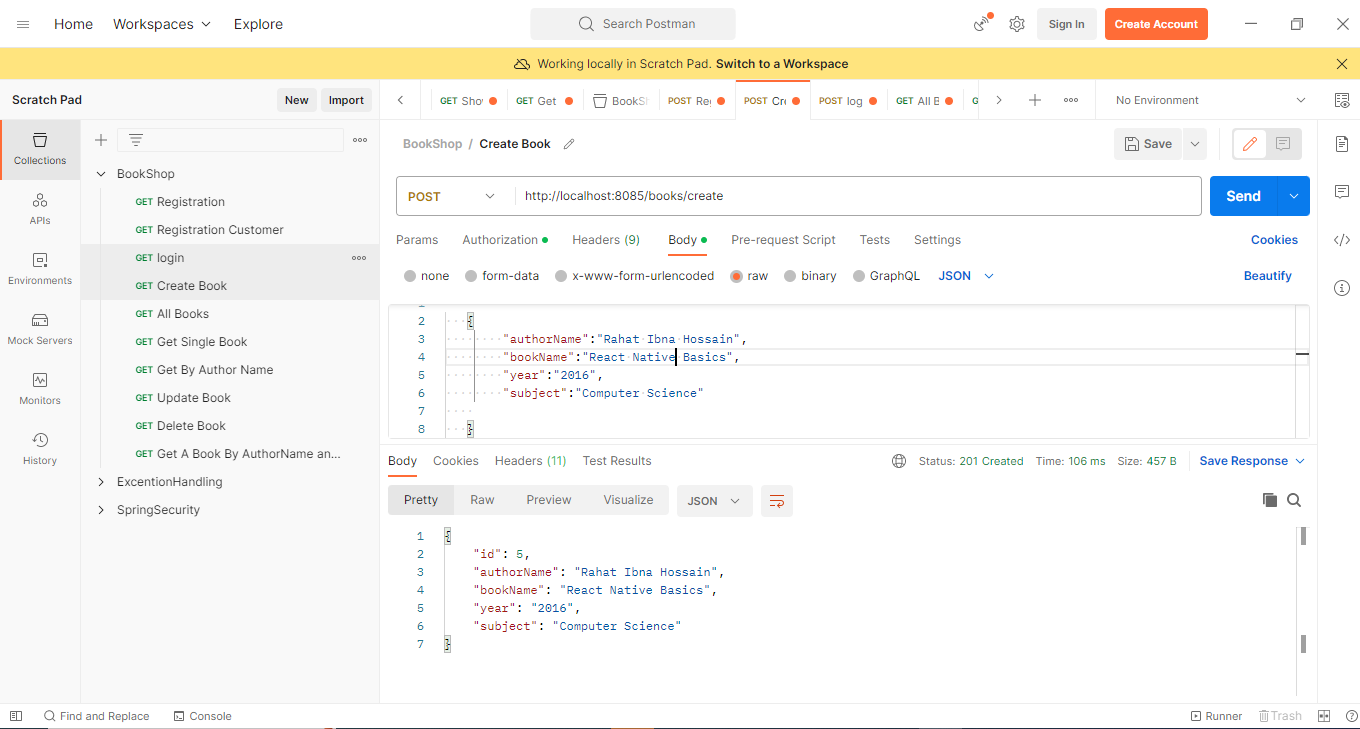 Home Workspaces Explore Search Postman Sign In Create Account
Working locally in Scratch Pad. Switch to a Workspace
Scratch Pad New Import
GET Sho GET Get BookSh POST Re POST Cr POST log GET All B G No Environment
Collections
APIs
Environments
Mock Servers
Monitors
History
BookShop
GET Registration
GET Registration Customer
GET login
GET Create Book
GET All Books
GET Get Single Book
GET Get By Author Name
GET Update Book
GET Delete Book
GET Get A Book By AuthorName an...
ExcentionHandling
SpringSecurity
BookShop / Create Book Save
POST http://localhost:8085/books/create Send
Params Authorization Headers (9) Body Pre-request Script Tests Settings Cookies
none form-data x-www-form-urlencoded raw binary GraphQL JSON Beautify
2 {
3 "authorName":"Rahat Ibna Hossain",
4 "bookName":"React Native Basics",
5 "year":"2016",
6 "subject":"Computer Science"
7
8 }
Body Cookies Headers (11) Test Results Status: 201 Created Time: 106 ms Size: 457 B Save Response
Pretty Raw Preview Visualize JSON
1 {
2 "id": 5,
3 "authorName": "Rahat Ibna Hossain",
4 "bookName": "React Native Basics",
5 "year": "2016",
6 "subject": "Computer Science"
7 }
Find and Replace Console Runner Trash